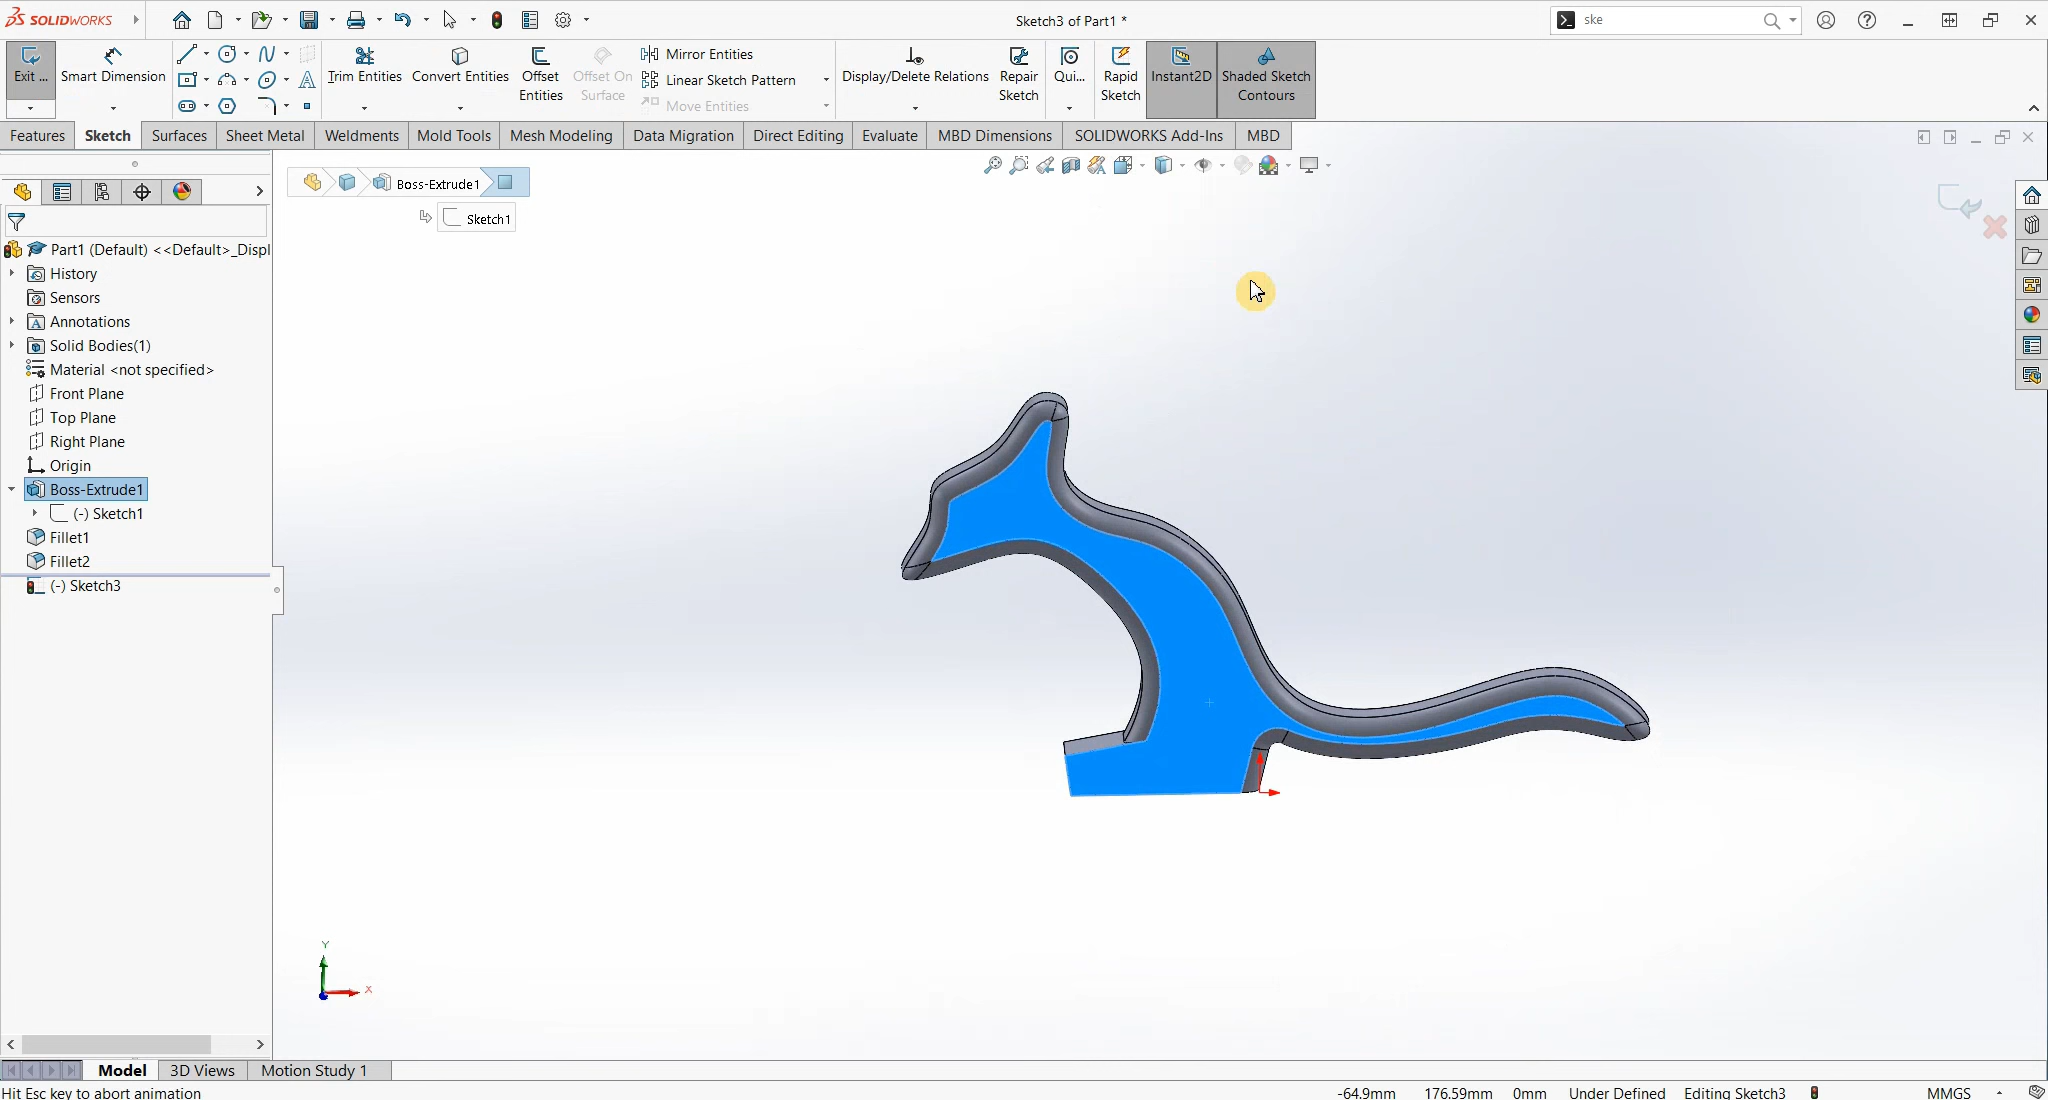 SOLIDWORKS
Sketch3 of Part1 *
ske
Exit ...
Smart Dimension
Trim Entities
Convert Entities
Offset Entities
Offset On Surface
Mirror Entities
Linear Sketch Pattern
Move Entities
Display/Delete Relations
Repair Sketch
Qui...
Rapid Sketch
Instant2D
Shaded Sketch Contours
Features
Sketch
Surfaces
Sheet Metal
Weldments
Mold Tools
Mesh Modeling
Data Migration
Direct Editing
Evaluate
MBD Dimensions
SOLIDWORKS Add-Ins
MBD
Boss-Extrude1
Sketch1
Part1 (Default) <<Default>_Displ
History
Sensors
Annotations
Solid Bodies(1)
Material <not specified>
Front Plane
Top Plane
Right Plane
Origin
Boss-Extrude1
(-) Sketch1
Fillet1
Fillet2
(-) Sketch3
Y
X
Model
3D Views
Motion Study 1
Hit Esc key to abort animation
-64.9mm
176.59mm
0mm
Under Defined
Editing Sketch3
MMGS